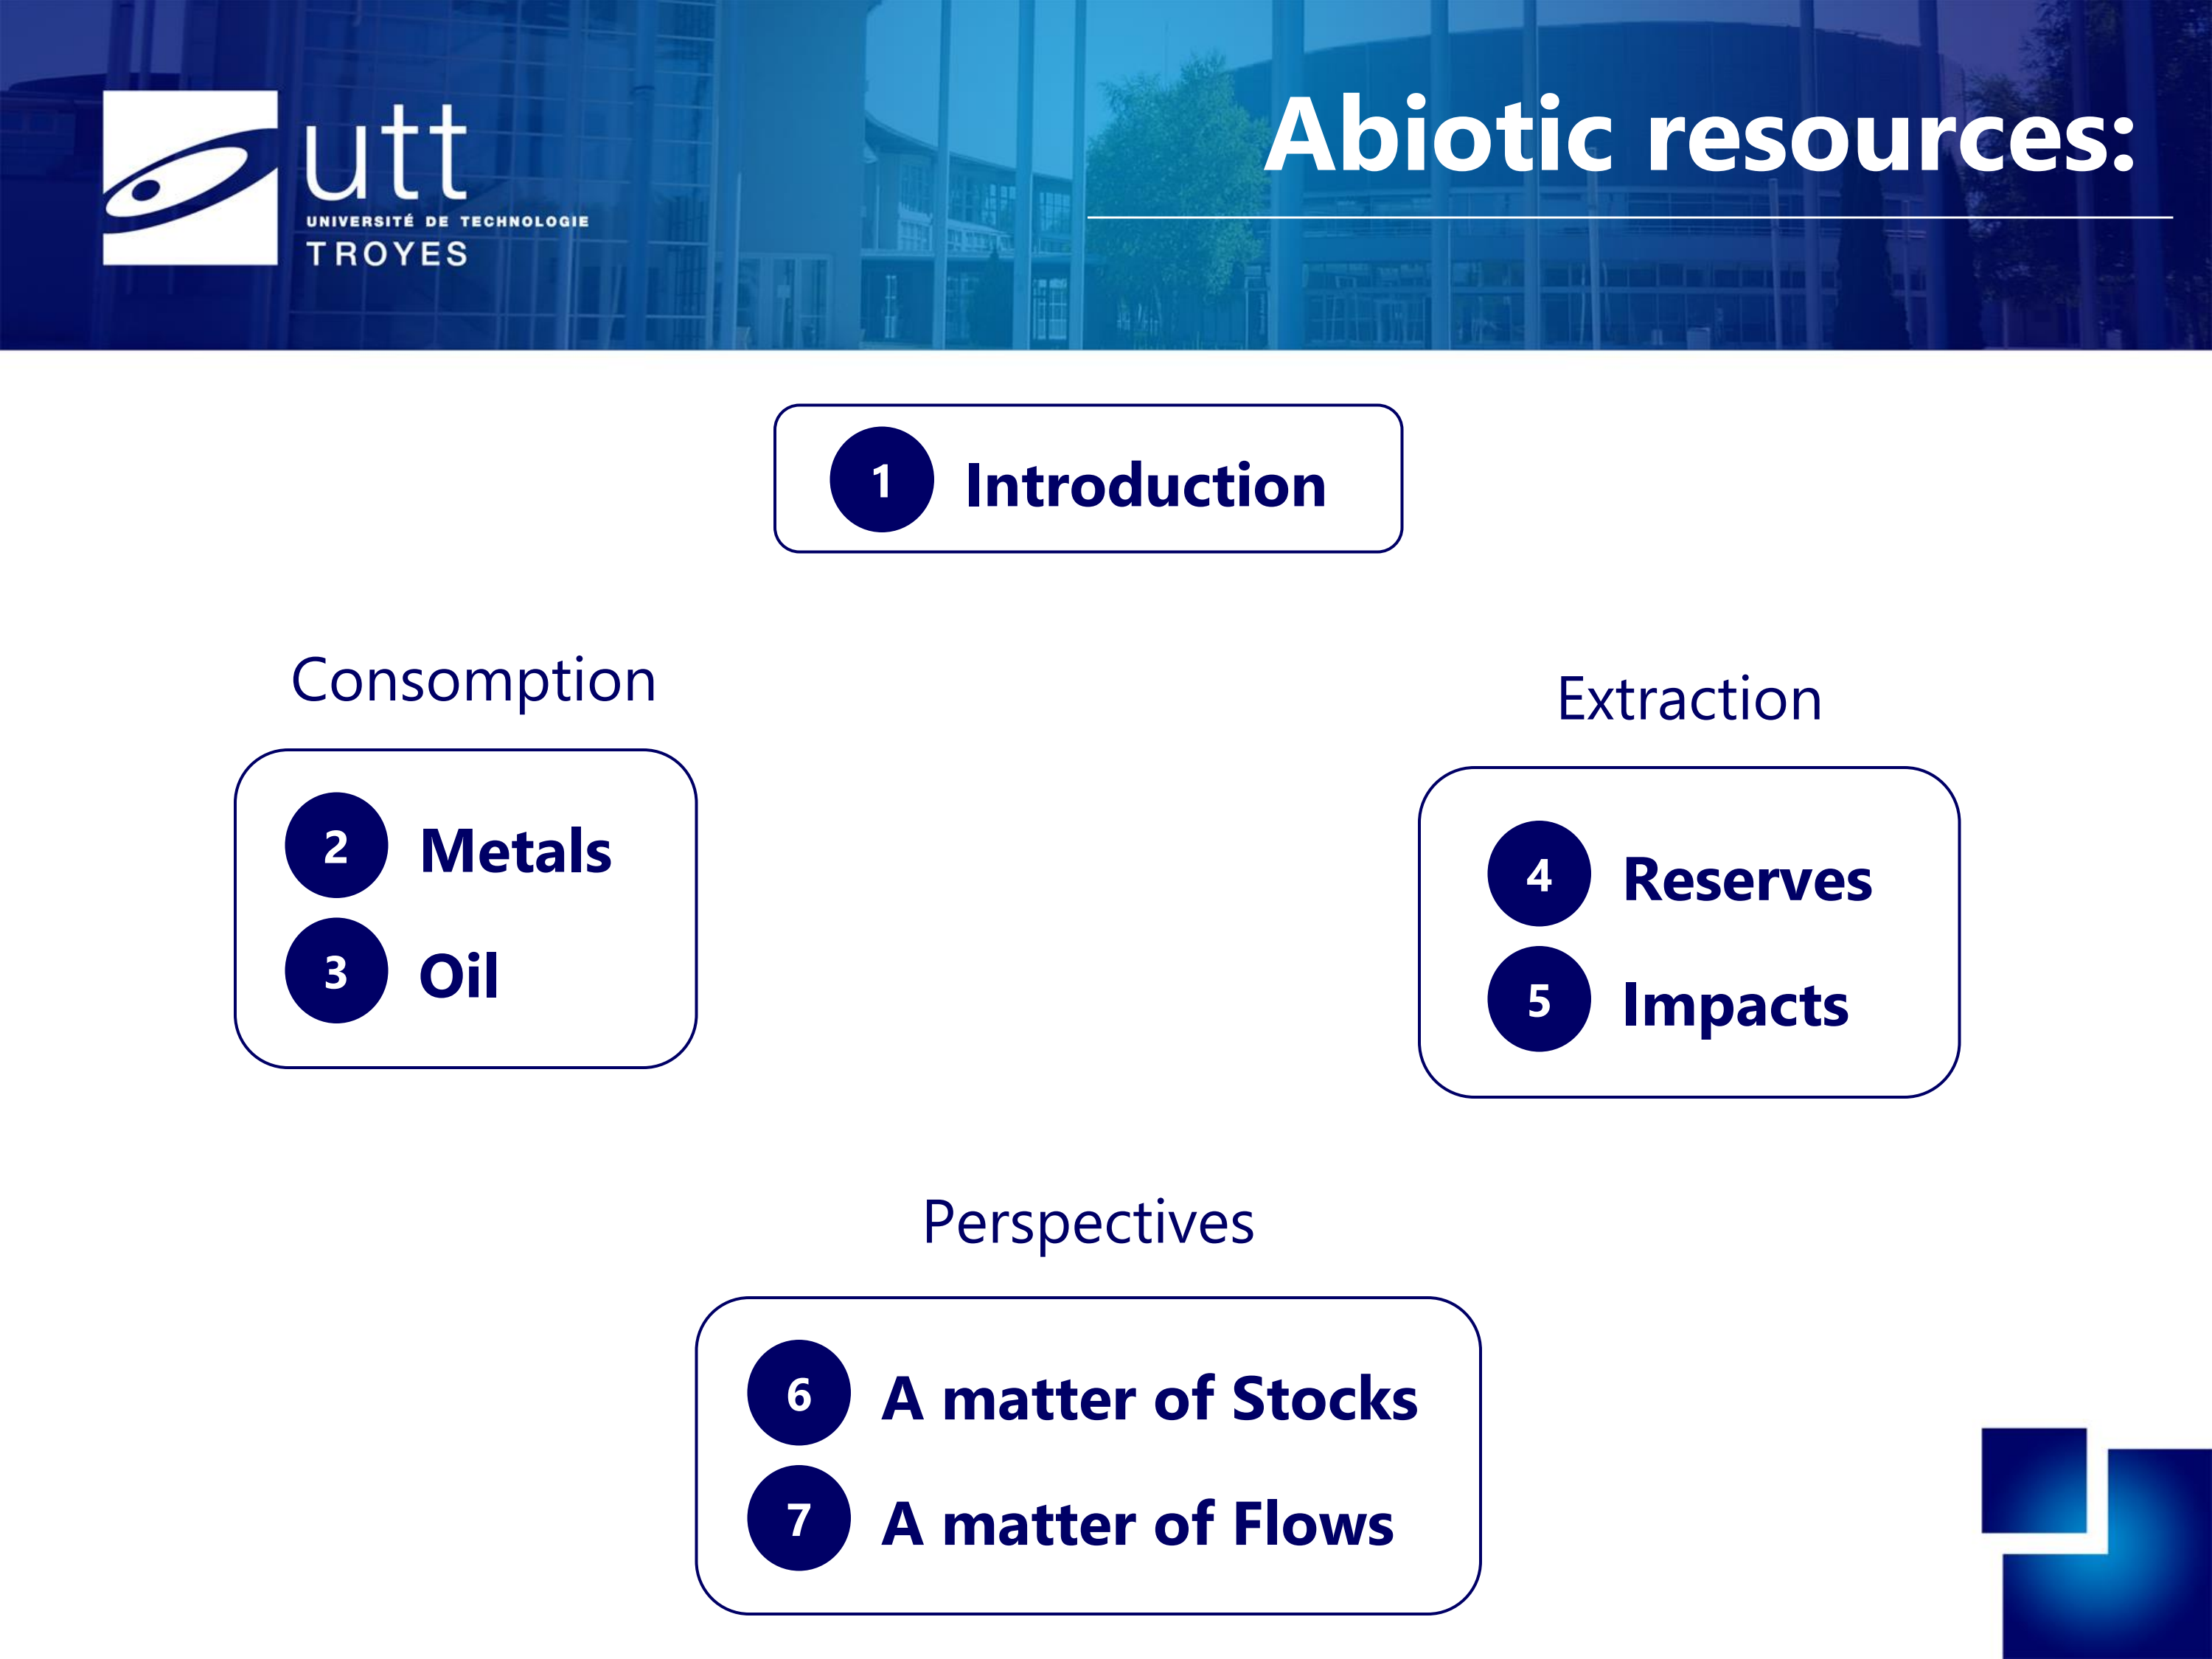 utt
UNIVERSITÉ DE TECHNOLOGIE
TROYES
Abiotic resources:
1 Introduction
Consomption
2 Metals
3 Oil
Extraction
4 Reserves
5 Impacts
Perspectives
6 A matter of Stocks
7 A matter of Flows